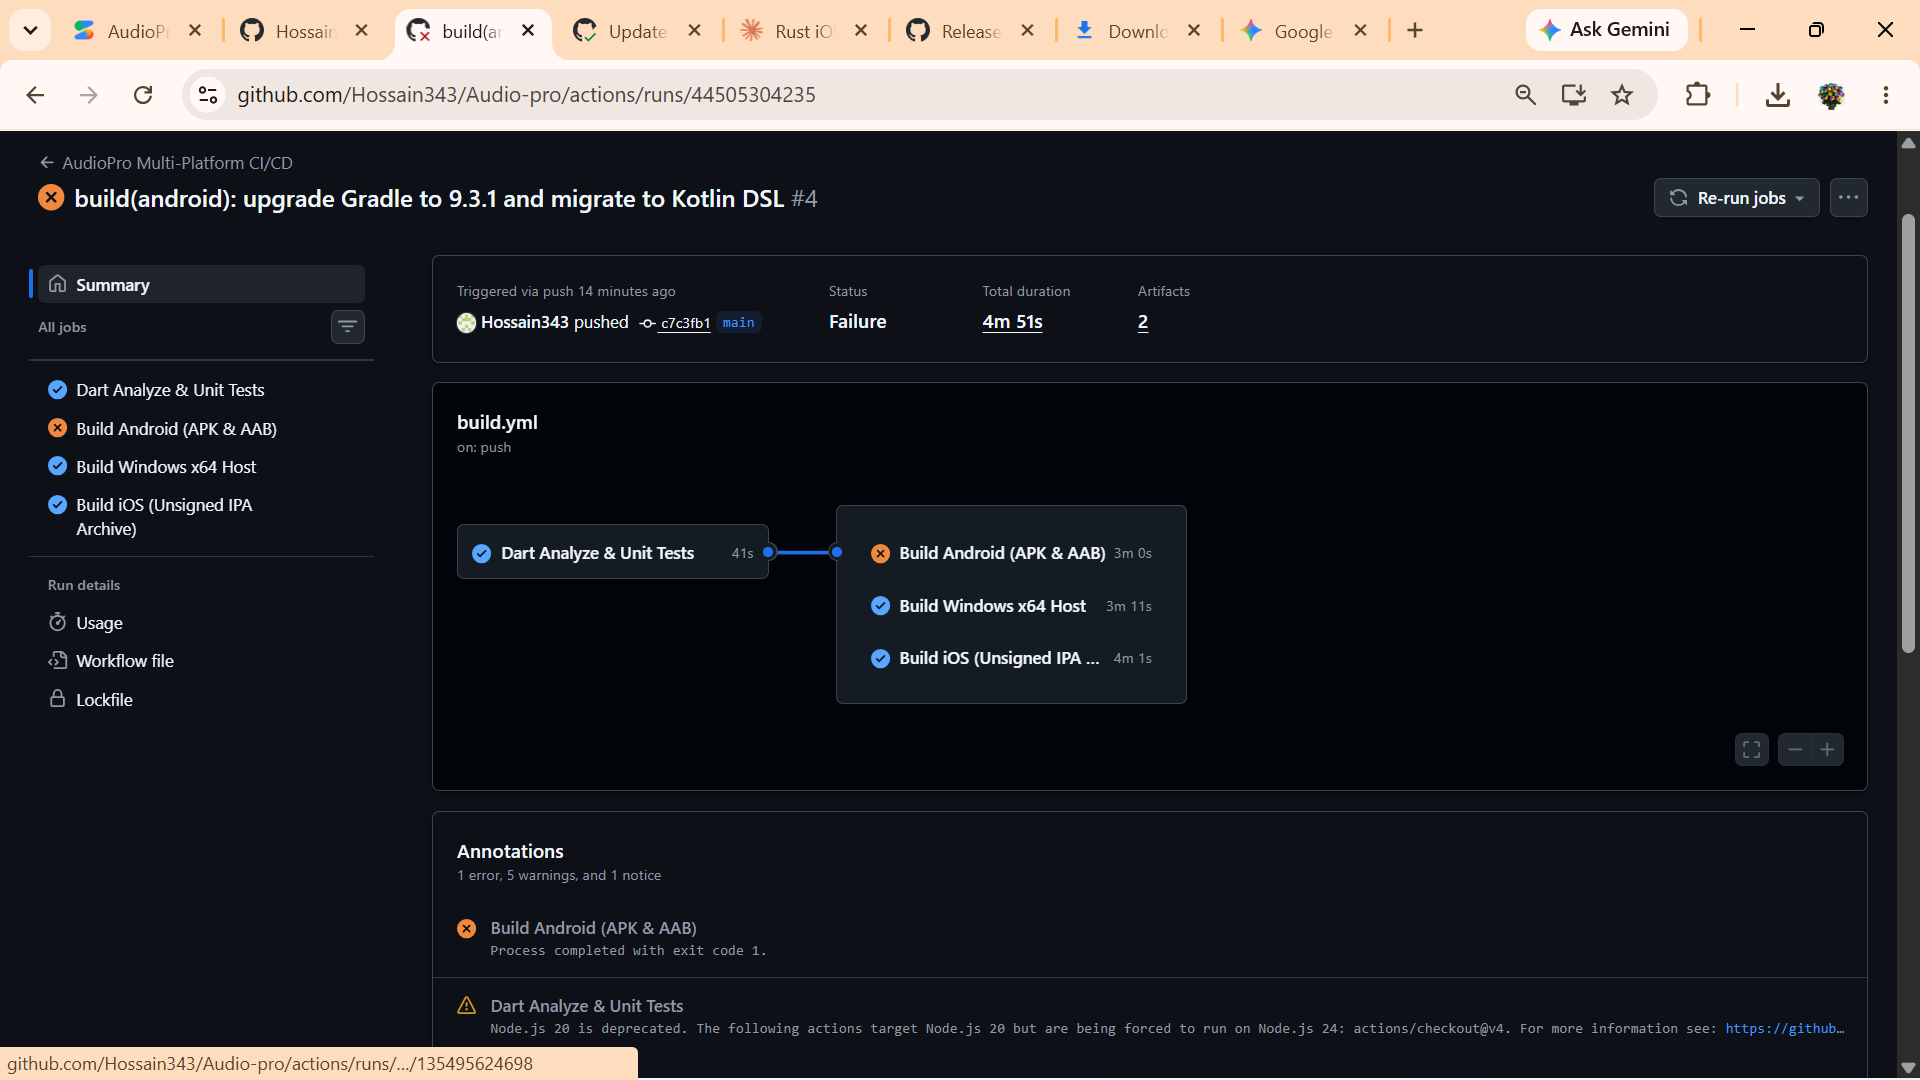 AudioP
Hossain
build(ar
Update
Rust iO
Release
Downlo
Google
Ask Gemini
github.com/Hossain343/Audio-pro/actions/runs/44505304235
AudioPro Multi-Platform CI/CD
build(android): upgrade Gradle to 9.3.1 and migrate to Kotlin DSL #4
Re-run jobs
Summary
All jobs
Dart Analyze & Unit Tests
Build Android (APK & AAB)
Build Windows x64 Host
Build iOS (Unsigned IPA
Archive)
Run details
Usage
Workflow file
Lockfile
Triggered via push 14 minutes ago
Hossain343 pushed c7c3fb1 main
Status
Failure
Total duration
4m 51s
Artifacts
2
build.yml
on: push
Dart Analyze & Unit Tests 41s
Build Android (APK & AAB) 3m 0s
Build Windows x64 Host 3m 11s
Build iOS (Unsigned IPA ... 4m 1s
Annotations
1 error, 5 warnings, and 1 notice
Build Android (APK & AAB)
Process completed with exit code 1.
Dart Analyze & Unit Tests
Node.js 20 is deprecated. The following actions target Node.js 20 but are being forced to run on Node.js 24: actions/checkout@v4. For more information see: https://github…
github.com/Hossain343/Audio-pro/actions/runs/.../135495624698